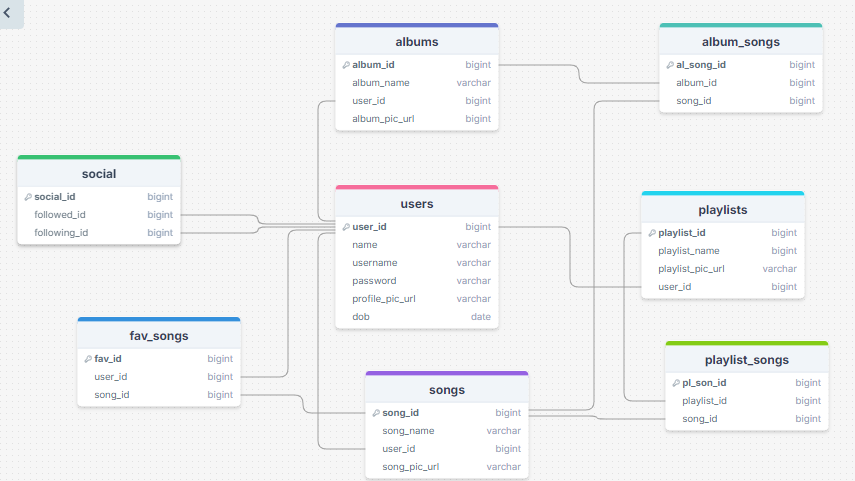 albums
album_id bigint
album_name varchar
user_id bigint
album_pic_url bigint
album_songs
al_song_id bigint
album_id bigint
song_id bigint
social
social_id bigint
followed_id bigint
following_id bigint
users
user_id bigint
name varchar
username varchar
password varchar
profile_pic_url varchar
dob date
playlists
playlist_id bigint
playlist_name bigint
playlist_pic_url varchar
user_id bigint
fav_songs
fav_id bigint
user_id bigint
song_id bigint
songs
song_id bigint
song_name varchar
user_id bigint
song_pic_url varchar
playlist_songs
pl_son_id bigint
playlist_id bigint
song_id bigint